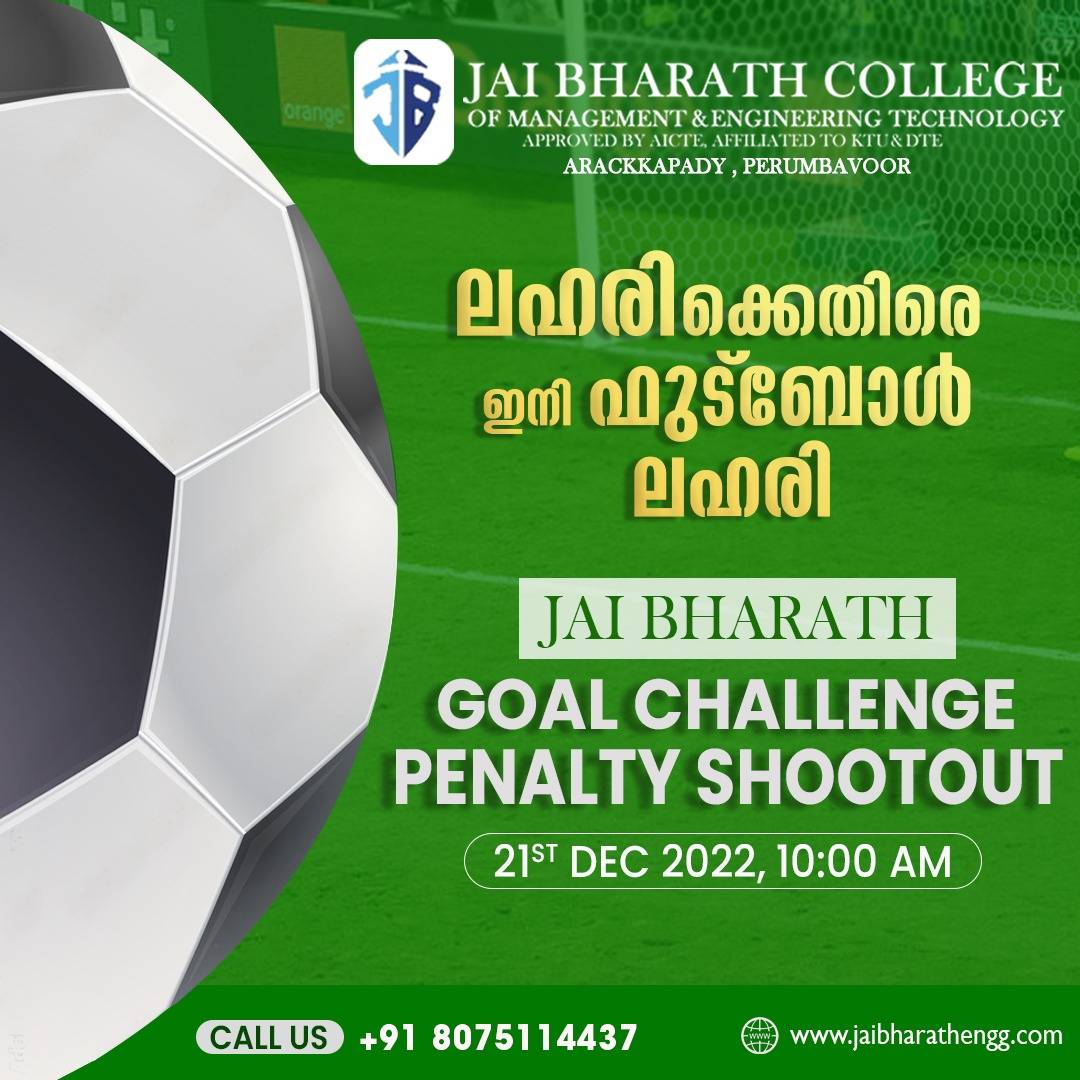 orange
JB
JAI BHARATH COLLEGE
OF MANAGEMENT & ENGINEERING TECHNOLOGY
APPROVED BY AICTE, AFFILIATED TO KTU & DTE
ARACKKAPADY , PERUMBAVOOR
ലഹരിക്കെതിരെ
ഇനി ഫുട്ബോൾ
ലഹരി
JAI BHARATH
GOAL CHALLENGE
PENALTY SHOOTOUT
21ST DEC 2022, 10:00 AM
CALL US +91 8075114437
www.jaibharathengg.com